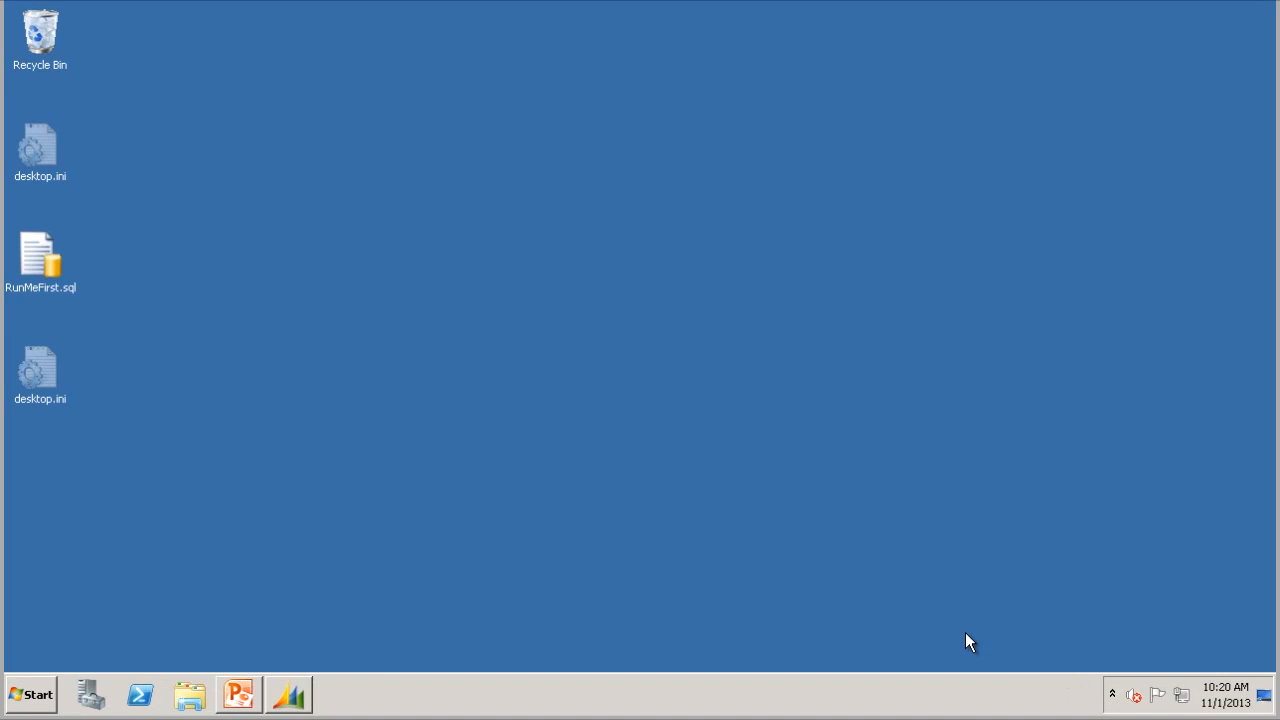 Recycle Bin
desktop.ini
RunMeFirst.sql
desktop.ini
Start
10:20 AM
11/1/2013